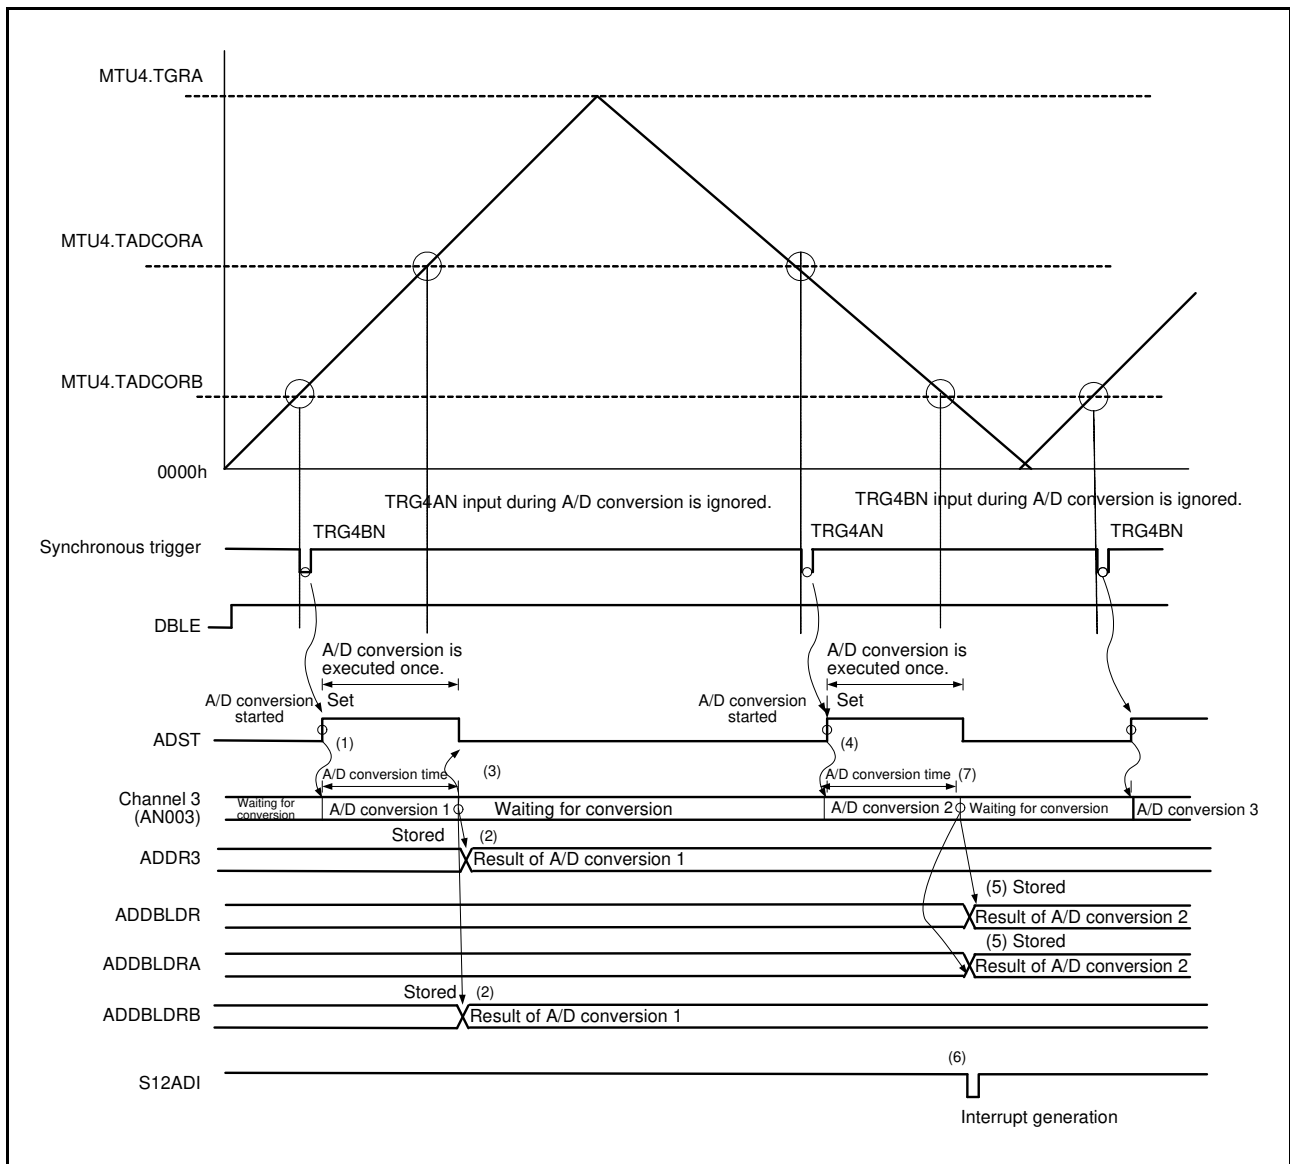 MTU4.TGRA
MTU4.TADCORA
MTU4.TADCORB
0000h
TRG4AN input during A/D conversion is ignored.
TRG4BN input during A/D conversion is ignored.
TRG4BN
TRG4AN
TRG4BN
Synchronous trigger
DBLE
A/D conversion is
executed once.
A/D conversion is
executed once.
A/D conversion
started
Set
A/D conversion
started
Set
ADST
(1)
(4)
A/D conversion time
(3)
A/D conversion time
(7)
Channel 3
(AN003)
Waiting for
conversion
A/D conversion 1
Waiting for conversion
A/D conversion 2
Waiting for conversion
A/D conversion 3
Stored
(2)
ADDR3
Result of A/D conversion 1
(5) Stored
ADDBLDR
Result of A/D conversion 2
(5) Stored
ADDBLDRA
Result of A/D conversion 2
Stored
(2)
ADDBLDRB
Result of A/D conversion 1
(6)
S12ADI
Interrupt generation